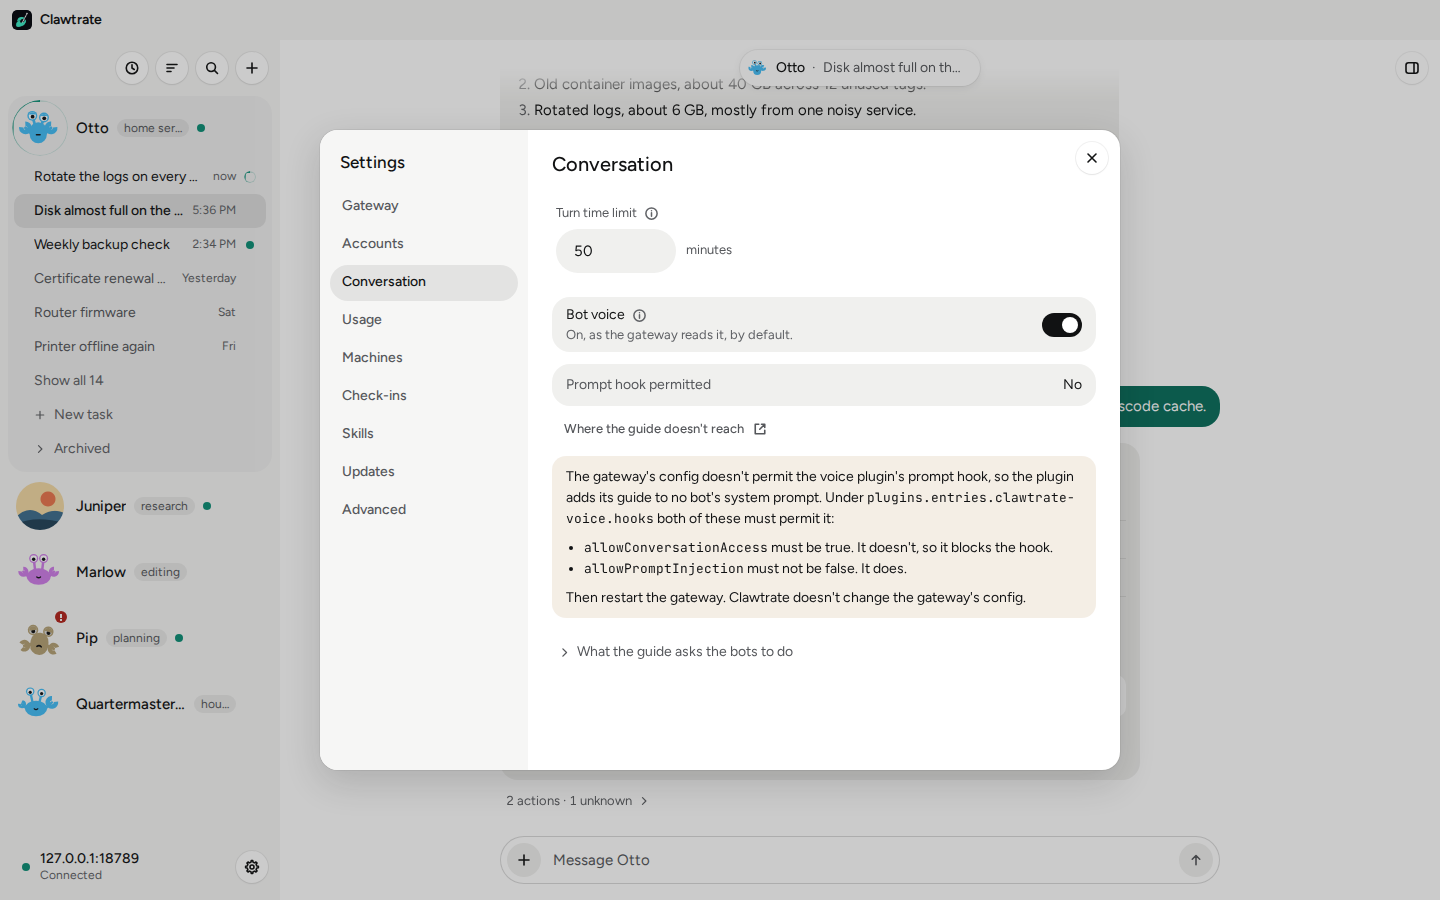 Clawtrate
Otto · Disk almost full on th...
2. Old container images, about 40 GB across 12 unused tags.
3. Rotated logs, about 6 GB, mostly from one noisy service.
Otto home ser...
Rotate the logs on every ... now
Disk almost full on the ... 5:36 PM
Weekly backup check 2:34 PM
Certificate renewal ... Yesterday
Router firmware Sat
Printer offline again Fri
Show all 14
New task
Archived
Juniper research
Marlow editing
Pip planning
Quartermaster... hou...
127.0.0.1:18789
Connected
Settings
Gateway
Accounts
Conversation
Usage
Machines
Check-ins
Skills
Updates
Advanced
Conversation
Turn time limit
50 minutes
Bot voice
On, as the gateway reads it, by default.
Prompt hook permitted No
Where the guide doesn't reach
The gateway's config doesn't permit the voice plugin's prompt hook, so the plugin
adds its guide to no bot's system prompt. Under plugins.entries.clawtrate-
voice.hooks both of these must permit it:
• allowConversationAccess must be true. It doesn't, so it blocks the hook.
• allowPromptInjection must not be false. It does.
Then restart the gateway. Clawtrate doesn't change the gateway's config.
What the guide asks the bots to do
scode cache.
2 actions · 1 unknown
Message Otto